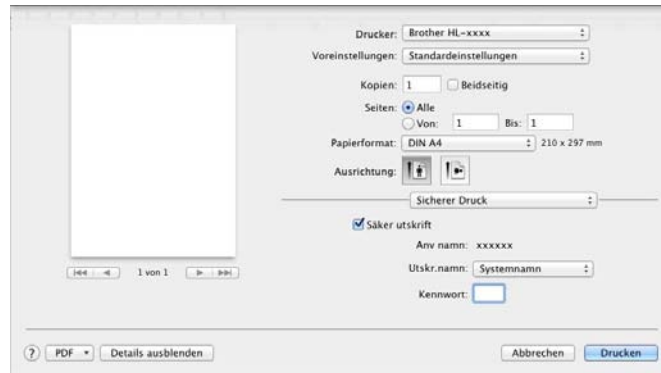 Drucker: Brother HL-xxxx
Voreinstellungen: Standardeinstellungen
Kopien: 1 Beidseitig
Seiten: Alle
Von: 1 Bis: 1
Papierformat: DIN A4 210 x 297 mm
Ausrichtung:
Sicherer Druck
Säker utskrift
Anv namn: xxxxxx
1 von 1
Utskr.namn: Systemnamn
Kennwort:
? PDF Details ausblenden Abbrechen Drucken